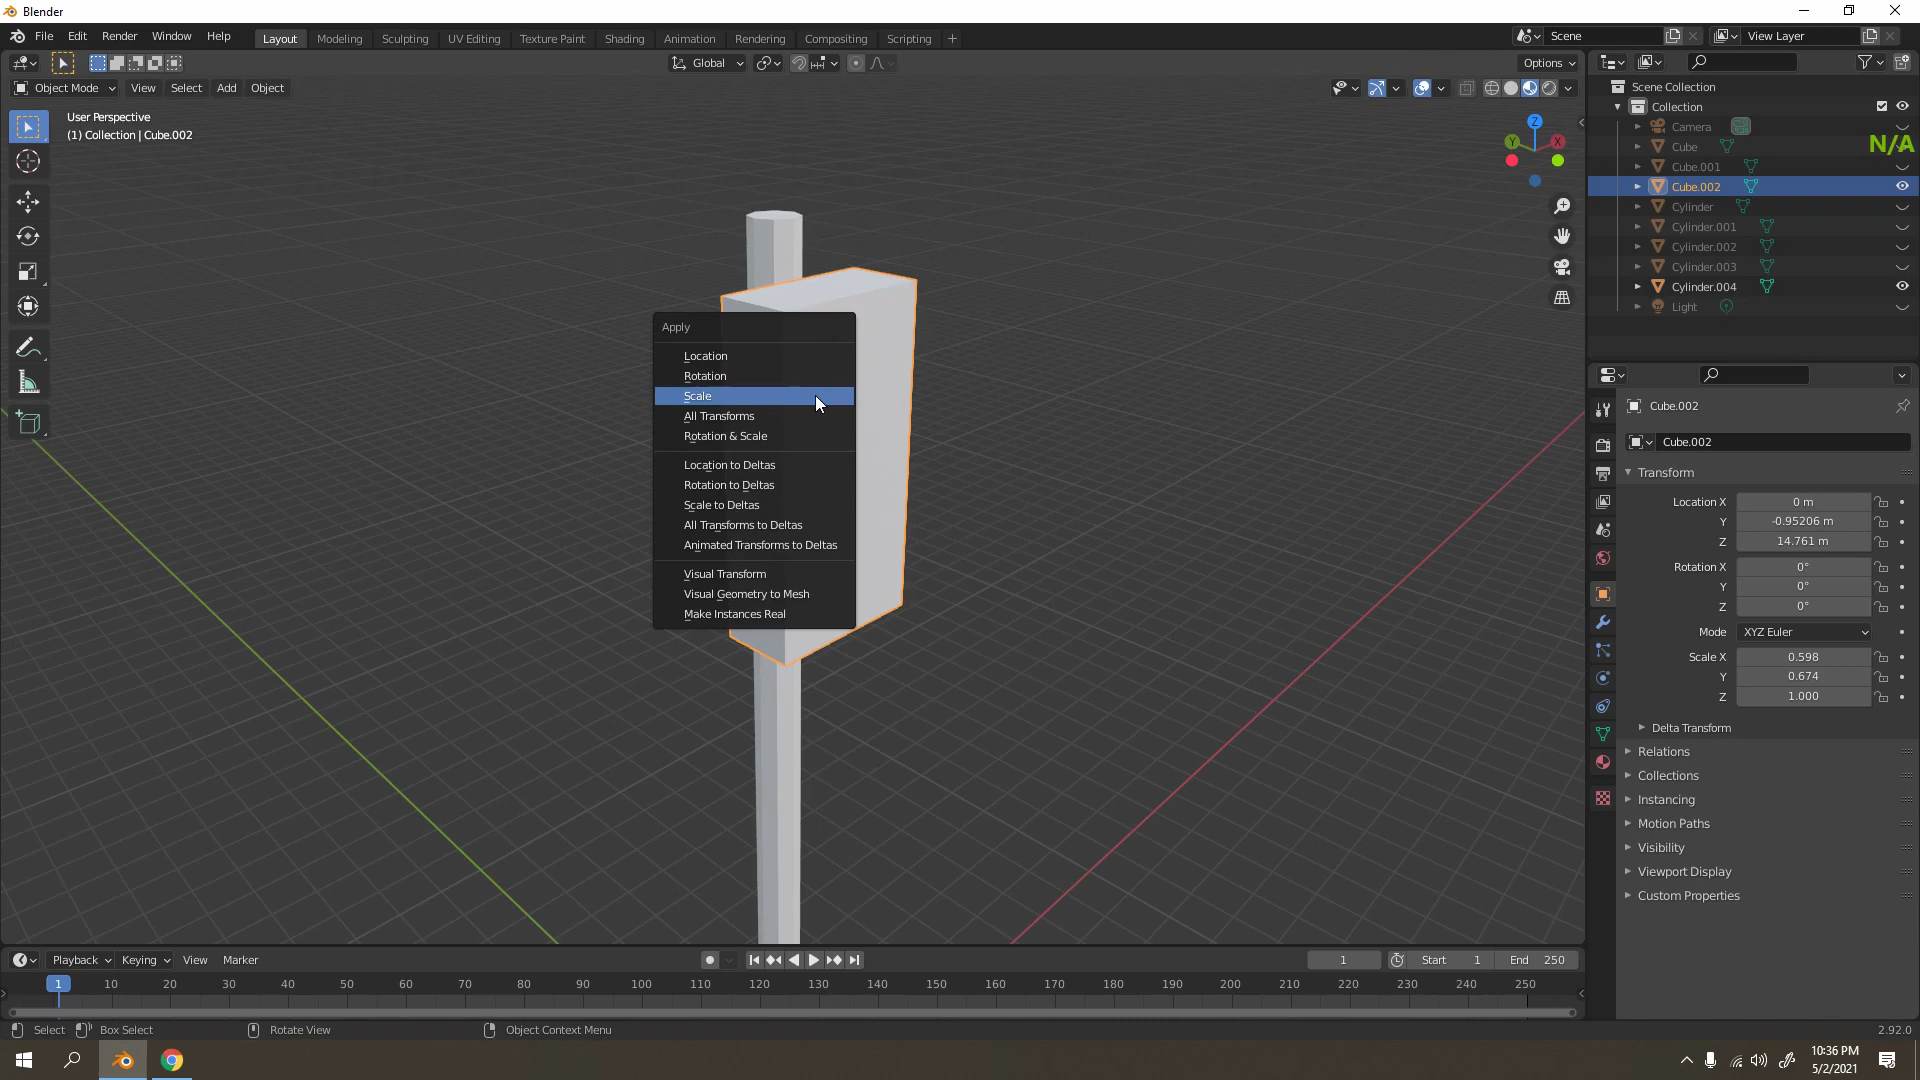 Blender
File Edit Render Window Help
Layout Modeling Sculpting UV Editing Texture Paint Shading Animation Rendering Compositing Scripting +
Scene
View Layer
Global
Options
Object Mode View Select Add Object
User Perspective
(1) Collection | Cube.002
Z
Y
X
Scene Collection
Collection
Camera
Cube
N/A
Cube.001
Cube.002
Cylinder
Cylinder.001
Cylinder.002
Cylinder.003
Cylinder.004
Light
Apply
Location
Rotation
Scale
All Transforms
Rotation & Scale
Location to Deltas
Rotation to Deltas
Scale to Deltas
All Transforms to Deltas
Animated Transforms to Deltas
Visual Transform
Visual Geometry to Mesh
Make Instances Real
Cube.002
Cube.002
Transform
Location X 0 m
Y -0.95206 m
Z 14.761 m
Rotation X 0°
Y 0°
Z 0°
Mode XYZ Euler
Scale X 0.598
Y 0.674
Z 1.000
Delta Transform
Relations
Collections
Instancing
Motion Paths
Visibility
Viewport Display
Custom Properties
Playback Keying View Marker
1 Start 1 End 250
1 10 20 30 40 50 60 70 80 90 100 110 120 130 140 150 160 170 180 190 200 210 220 230 240 250
Select Box Select Rotate View Object Context Menu 2.92.0
10:36 PM
5/2/2021